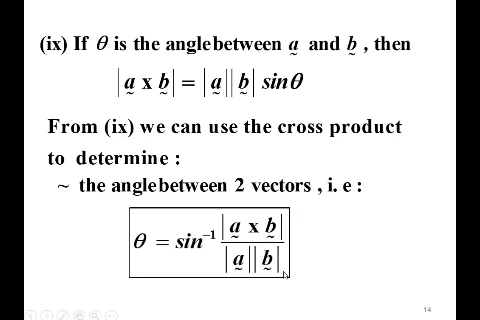 (ix) If θ is the angle between a̰ and b̰ , then
|a̰ x b̰| = |a̰||b̰| sinθ
From (ix) we can use the cross product
to determine :
~ the angle between 2 vectors , i. e :
θ = sin⁻¹ |a̰ x b̰| / |a̰||b̰|
14